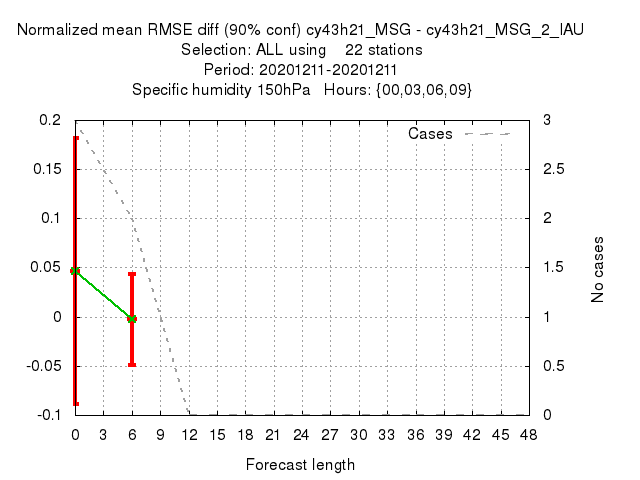 Normalized mean RMSE diff (90% conf) cy43h21_MSG - cy43h21_MSG_2_IAU
Selection: ALL using 22 stations
Period: 20201211-20201211
Specific humidity 150hPa Hours: {00,03,06,09}
Cases
0.2
0.15
0.1
0.05
0
-0.05
-0.1
3
2.5
2
1.5
1
0.5
0
No cases
0 3 6 9 12 15 18 21 24 27 30 33 36 39 42 45 48
Forecast length